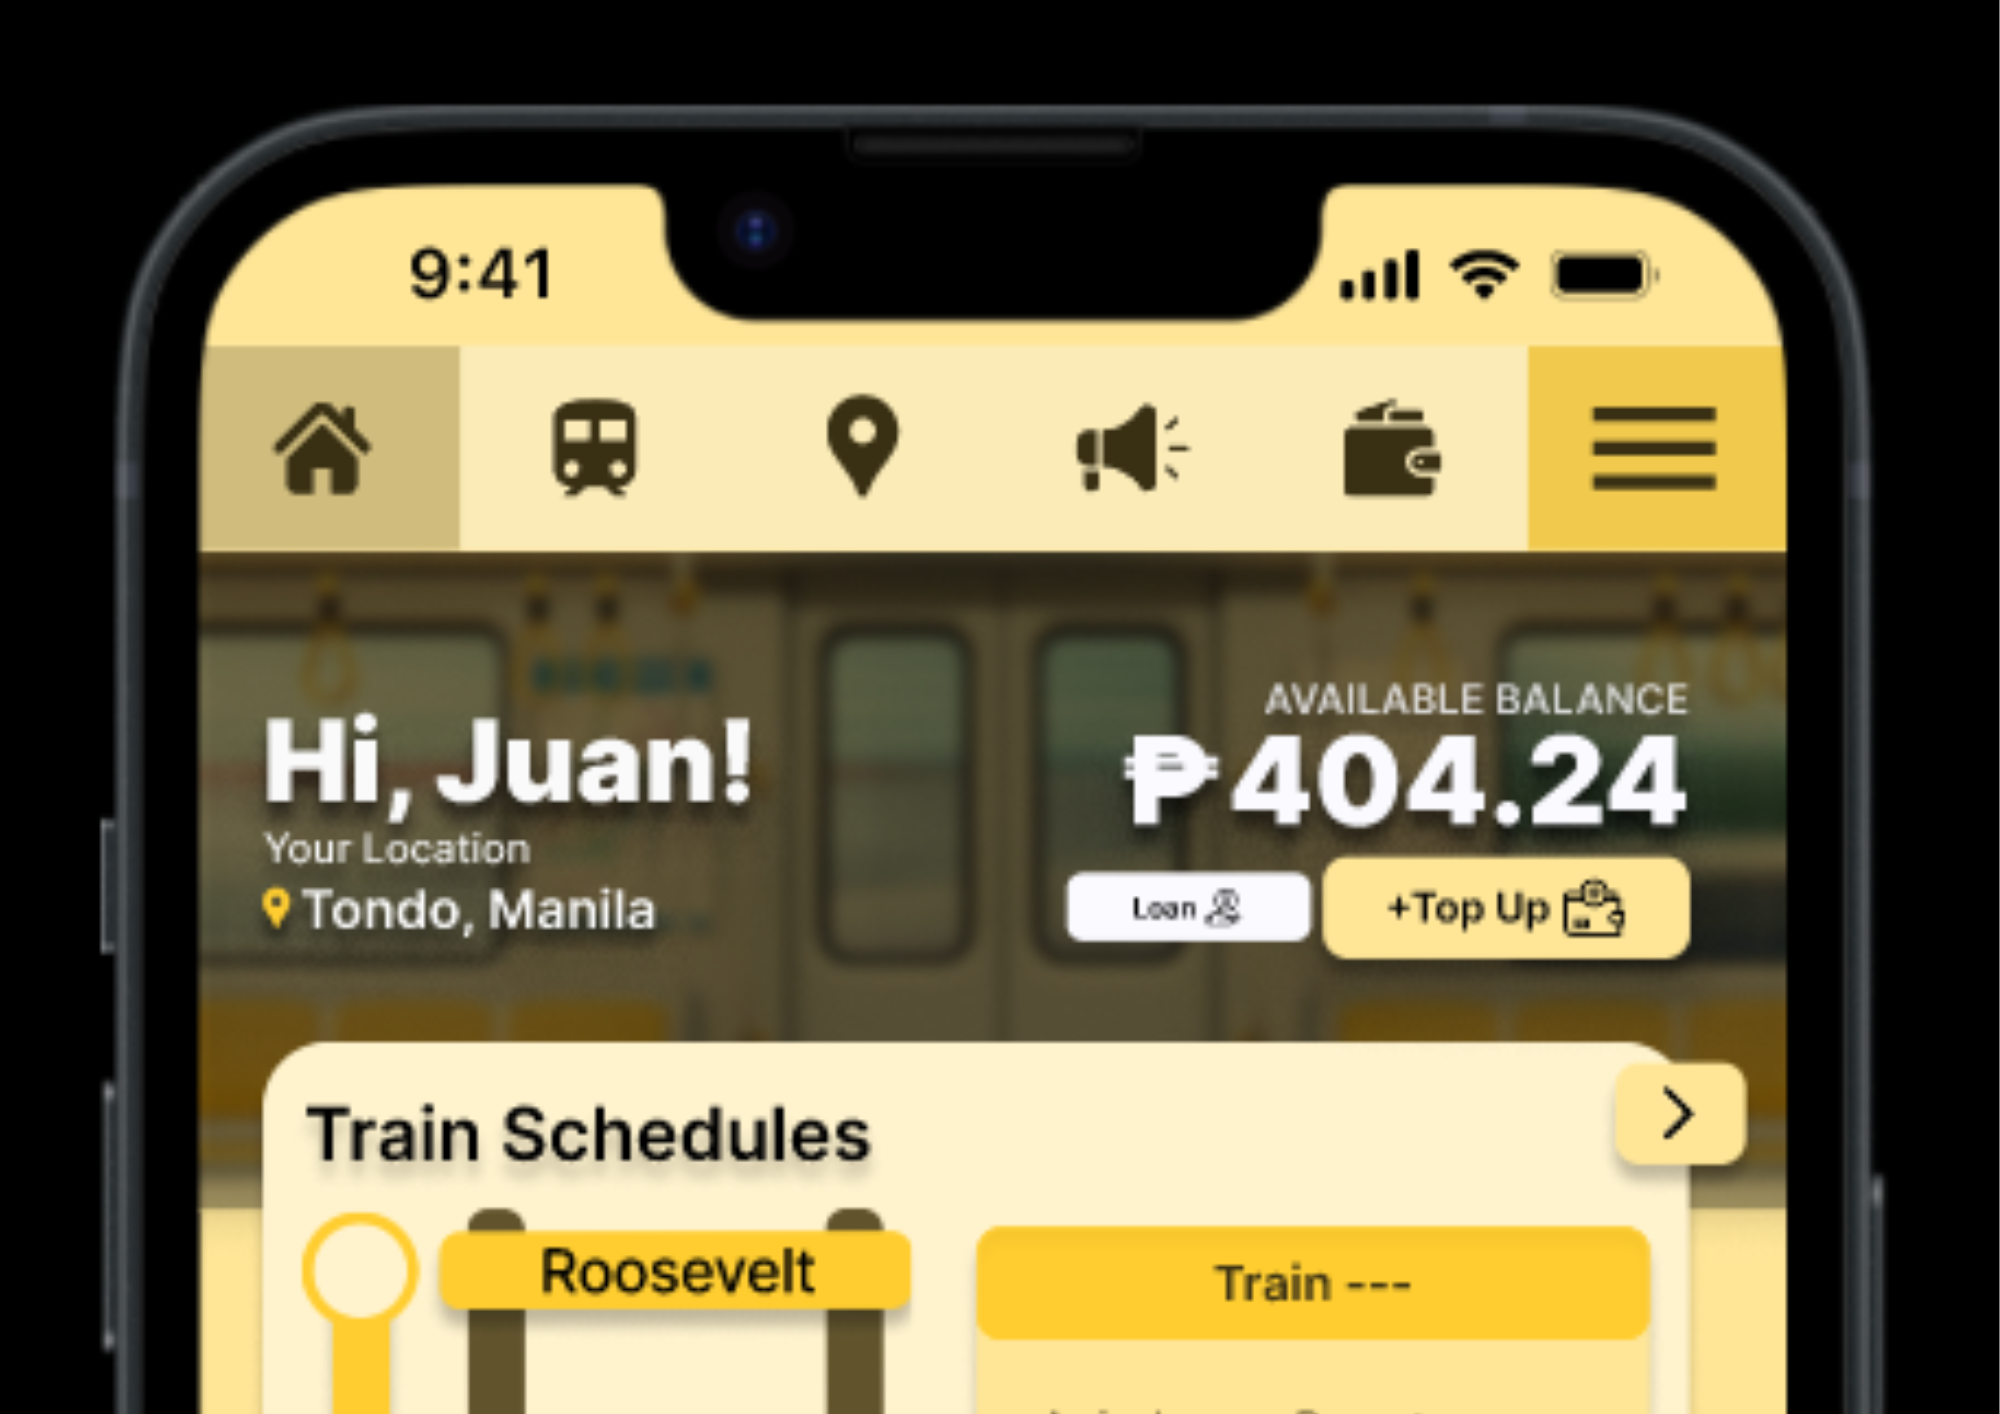 9:41
AVAILABLE BALANCE
Hi, Juan!
₱404.24
Your Location
Tondo, Manila
Loan
+Top Up
Train Schedules
Roosevelt
Train ---